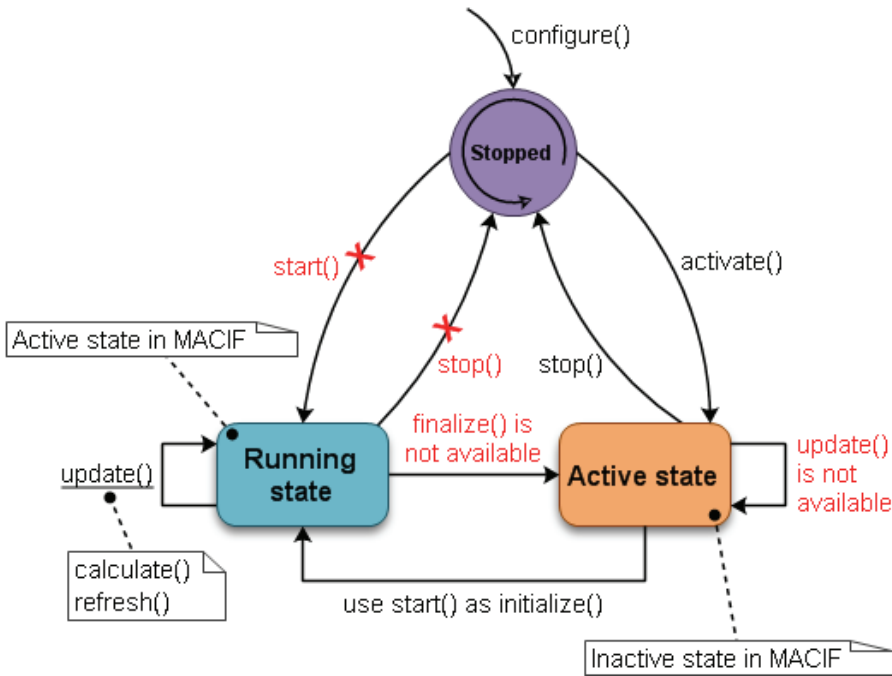 configure()
Stopped
start()
activate()
Active state in MACIF
stop()
stop()
finalize() is
not available
update()
Running
state
Active state
update()
is not
available
calculate()
refresh()
use start() as initialize()
Inactive state in MACIF